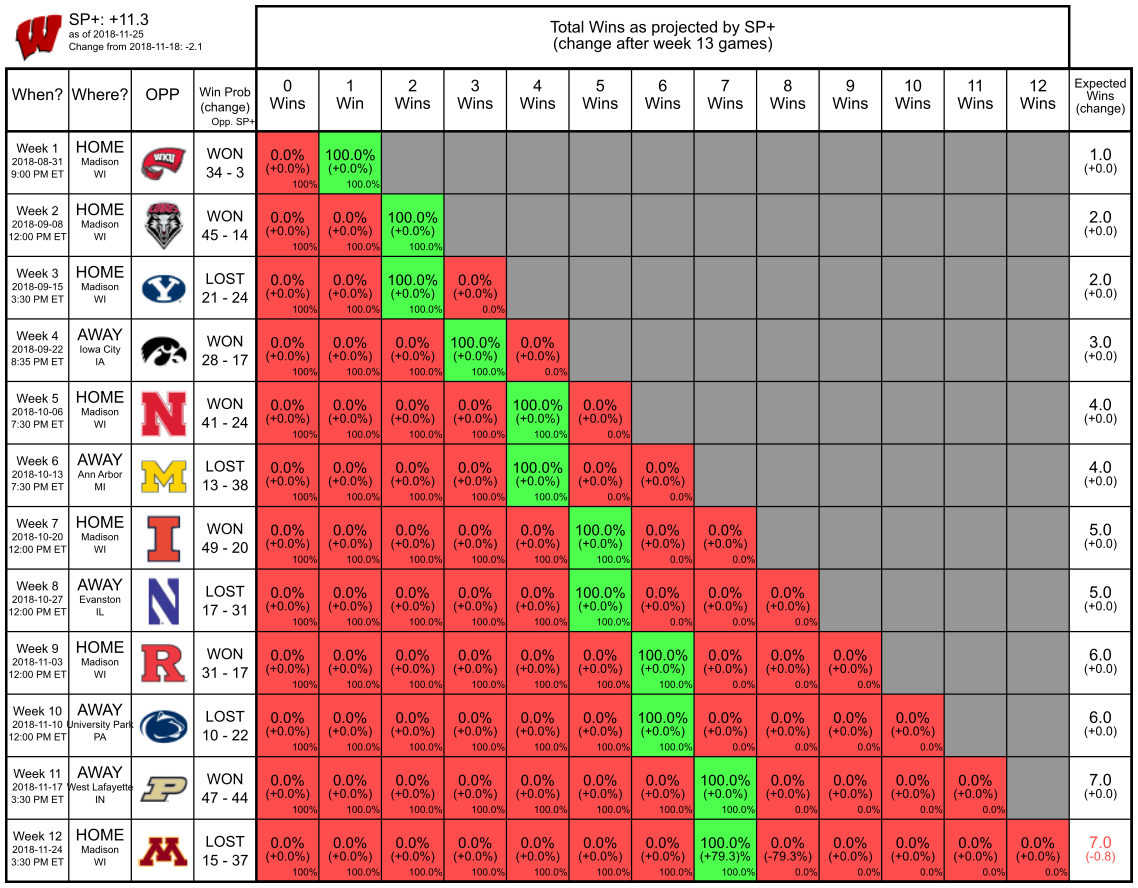 SP+: +11.3
as of 2018-11-25
Change from 2018-11-18: -2.1
Total Wins as projected by SP+
(change after week 13 games)
When? Where? OPP Win Prob (change) Opp. SP+ 0 Wins 1 Win 2 Wins 3 Wins 4 Wins 5 Wins 6 Wins 7 Wins 8 Wins 9 Wins 10 Wins 11 Wins 12 Wins Expected Wins (change)
Week 1 HOME WON 0.0% 100.0% 1.0
2018-08-31 Madison WKU (+0.0%) (+0.0%) (+0.0)
9:00 PM ET WI 34 - 3 100% 100.0%
Week 2 HOME WON 0.0% 0.0% 100.0% 2.0
2018-09-08 Madison (+0.0%) (+0.0%) (+0.0%) (+0.0)
12:00 PM ET WI 45 - 14 100% 100.0% 100.0%
Week 3 HOME LOST 0.0% 0.0% 100.0% 0.0% 2.0
2018-09-15 Madison Y (+0.0%) (+0.0%) (+0.0%) (+0.0%) (+0.0)
3:30 PM ET WI 21 - 24 100% 100.0% 100.0% 0.0%
Week 4 AWAY WON 0.0% 0.0% 0.0% 100.0% 0.0% 3.0
2018-09-22 Iowa City (+0.0%) (+0.0%) (+0.0%) (+0.0%) (+0.0%) (+0.0)
8:35 PM ET IA 28 - 17 100% 100.0% 100.0% 100.0% 0.0%
Week 5 HOME WON 0.0% 0.0% 0.0% 0.0% 100.0% 0.0% 4.0
2018-10-06 Madison N (+0.0%) (+0.0%) (+0.0%) (+0.0%) (+0.0%) (+0.0%) (+0.0)
7:30 PM ET WI 41 - 24 100% 100.0% 100.0% 100.0% 100.0% 0.0%
Week 6 AWAY LOST 0.0% 0.0% 0.0% 0.0% 100.0% 0.0% 0.0% 4.0
2018-10-13 Ann Arbor M (+0.0%) (+0.0%) (+0.0%) (+0.0%) (+0.0%) (+0.0%) (+0.0%) (+0.0)
7:30 PM ET MI 13 - 38 100% 100.0% 100.0% 100.0% 100.0% 0.0% 0.0%
Week 7 HOME WON 0.0% 0.0% 0.0% 0.0% 0.0% 100.0% 0.0% 0.0% 5.0
2018-10-20 Madison I (+0.0%) (+0.0%) (+0.0%) (+0.0%) (+0.0%) (+0.0%) (+0.0%) (+0.0%) (+0.0)
12:00 PM ET WI 49 - 20 100% 100.0% 100.0% 100.0% 100.0% 100.0% 0.0% 0.0%
Week 8 AWAY LOST 0.0% 0.0% 0.0% 0.0% 0.0% 100.0% 0.0% 0.0% 0.0% 5.0
2018-10-27 Evanston N (+0.0%) (+0.0%) (+0.0%) (+0.0%) (+0.0%) (+0.0%) (+0.0%) (+0.0%) (+0.0%) (+0.0)
12:00 PM ET IL 17 - 31 100% 100.0% 100.0% 100.0% 100.0% 100.0% 0.0% 0.0% 0.0%
Week 9 HOME WON 0.0% 0.0% 0.0% 0.0% 0.0% 0.0% 100.0% 0.0% 0.0% 0.0% 6.0
2018-11-03 Madison R (+0.0%) (+0.0%) (+0.0%) (+0.0%) (+0.0%) (+0.0%) (+0.0%) (+0.0%) (+0.0%) (+0.0%) (+0.0)
12:00 PM ET WI 31 - 17 100% 100.0% 100.0% 100.0% 100.0% 100.0% 100.0% 0.0% 0.0% 0.0%
Week 10 AWAY LOST 0.0% 0.0% 0.0% 0.0% 0.0% 0.0% 100.0% 0.0% 0.0% 0.0% 0.0% 6.0
2018-11-10 University Park (+0.0%) (+0.0%) (+0.0%) (+0.0%) (+0.0%) (+0.0%) (+0.0%) (+0.0%) (+0.0%) (+0.0%) (+0.0%) (+0.0)
12:00 PM ET PA 10 - 22 100% 100.0% 100.0% 100.0% 100.0% 100.0% 100.0% 0.0% 0.0% 0.0% 0.0%
Week 11 AWAY WON 0.0% 0.0% 0.0% 0.0% 0.0% 0.0% 0.0% 100.0% 0.0% 0.0% 0.0% 0.0% 7.0
2018-11-17 West Lafayette P (+0.0%) (+0.0%) (+0.0%) (+0.0%) (+0.0%) (+0.0%) (+0.0%) (+0.0%) (+0.0%) (+0.0%) (+0.0%) (+0.0%) (+0.0)
3:30 PM ET IN 47 - 44 100% 100.0% 100.0% 100.0% 100.0% 100.0% 100.0% 100.0% 0.0% 0.0% 0.0% 0.0%
Week 12 HOME LOST 0.0% 0.0% 0.0% 0.0% 0.0% 0.0% 0.0% 100.0% 0.0% 0.0% 0.0% 0.0% 0.0% 7.0
2018-11-24 Madison M (+0.0%) (+0.0%) (+0.0%) (+0.0%) (+0.0%) (+0.0%) (+0.0%) (+79.3)% (-79.3%) (+0.0%) (+0.0%) (+0.0%) (+0.0%) (-0.8)
3:30 PM ET WI 15 - 37 100% 100.0% 100.0% 100.0% 100.0% 100.0% 100.0% 100.0% 0.0% 0.0% 0.0% 0.0% 0.0%